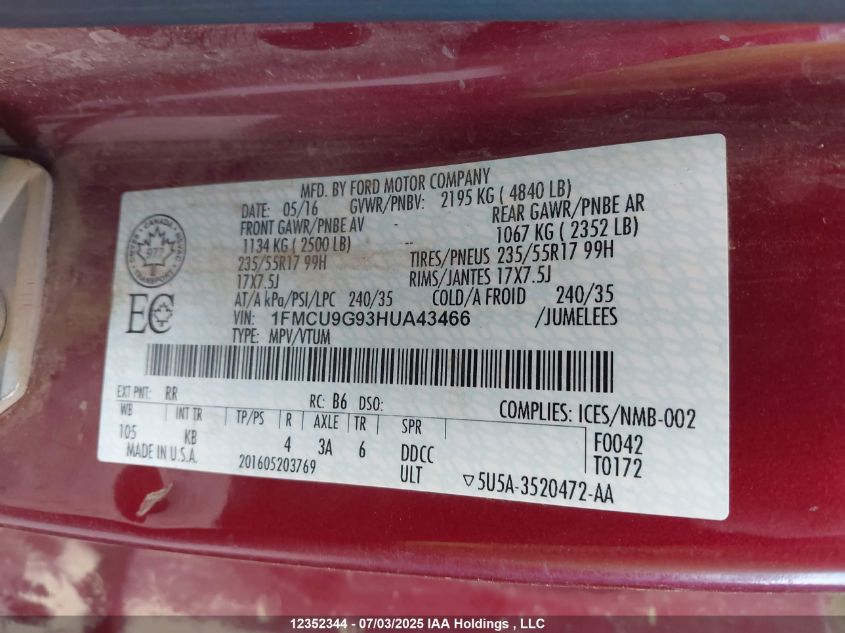 MFD. BY FORD MOTOR COMPANY
DATE: 05/16 GVWR/PNBV: 2195 KG ( 4840 LB)
FRONT GAWR/PNBE AV REAR GAWR/PNBE AR
1134 KG ( 2500 LB) -- 1067 KG ( 2352 LB)
235/55R17 99H TIRES/PNEUS 235/55R17 99H
17X7.5J RIMS/JANTES 17X7.5J
AT/A kPa/PSI/LPC 240/35 COLD/A FROID 240/35
VIN: 1FMCU9G93HUA43466 /JUMELEES
TYPE: MPV/VTUM
CANADA
TRANSPORT
977
EC
EXT PNT: RR RC: B6 DSO:
COMPLIES: ICES/NMB-002
WB INT TR TP/PS R AXLE TR SPR F0042
105 KB 4 3A 6 DDCC T0172
MADE IN U.S.A. 201605203769 ULT ▽5U5A-3520472-AA
12352344 - 07/03/2025 IAA Holdings , LLC